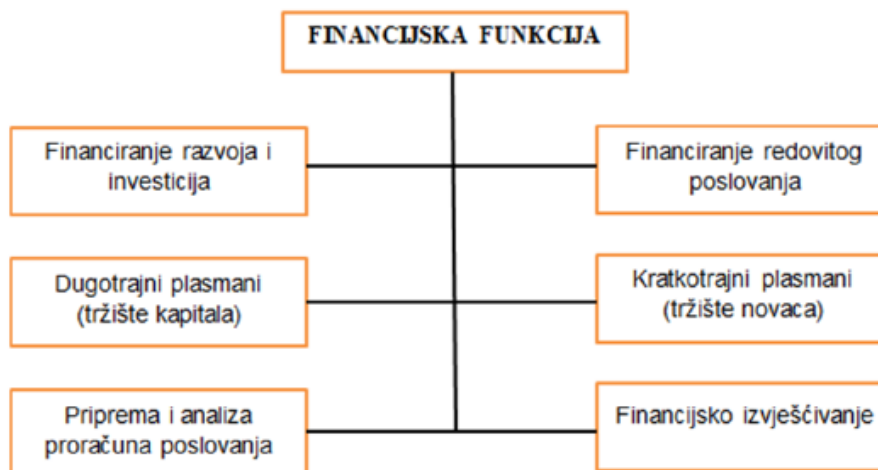 FINANCIJSKA FUNKCIJA
Financiranje razvoja i
investicija
Financiranje redovitog
poslovanja
Dugotrajni plasmani
(tržište kapitala)
Kratkotrajni plasmani
(tržište novaca)
Priprema i analiza
proračuna poslovanja
Financijsko izvješćivanje